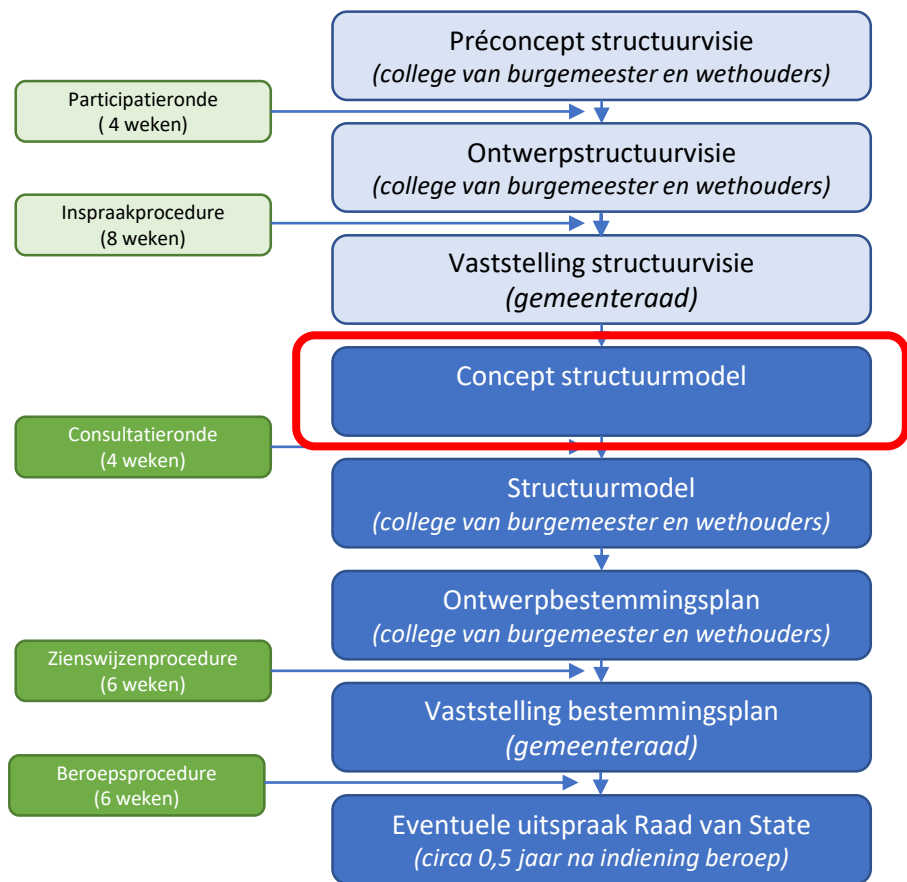 Préconcept structuurvisie
(college van burgemeester en wethouders)
Participatieronde
( 4 weken)
Ontwerpstructuurvisie
(college van burgemeester en wethouders)
Inspraakprocedure
(8 weken)
Vaststelling structuurvisie
(gemeenteraad)
Concept structuurmodel
Consultatieronde
(4 weken)
Structuurmodel
(college van burgemeester en wethouders)
Ontwerpbestemmingsplan
(college van burgemeester en wethouders)
Zienswijzenprocedure
(6 weken)
Vaststelling bestemmingsplan
(gemeenteraad)
Beroepsprocedure
(6 weken)
Eventuele uitspraak Raad van State
(circa 0,5 jaar na indiening beroep)